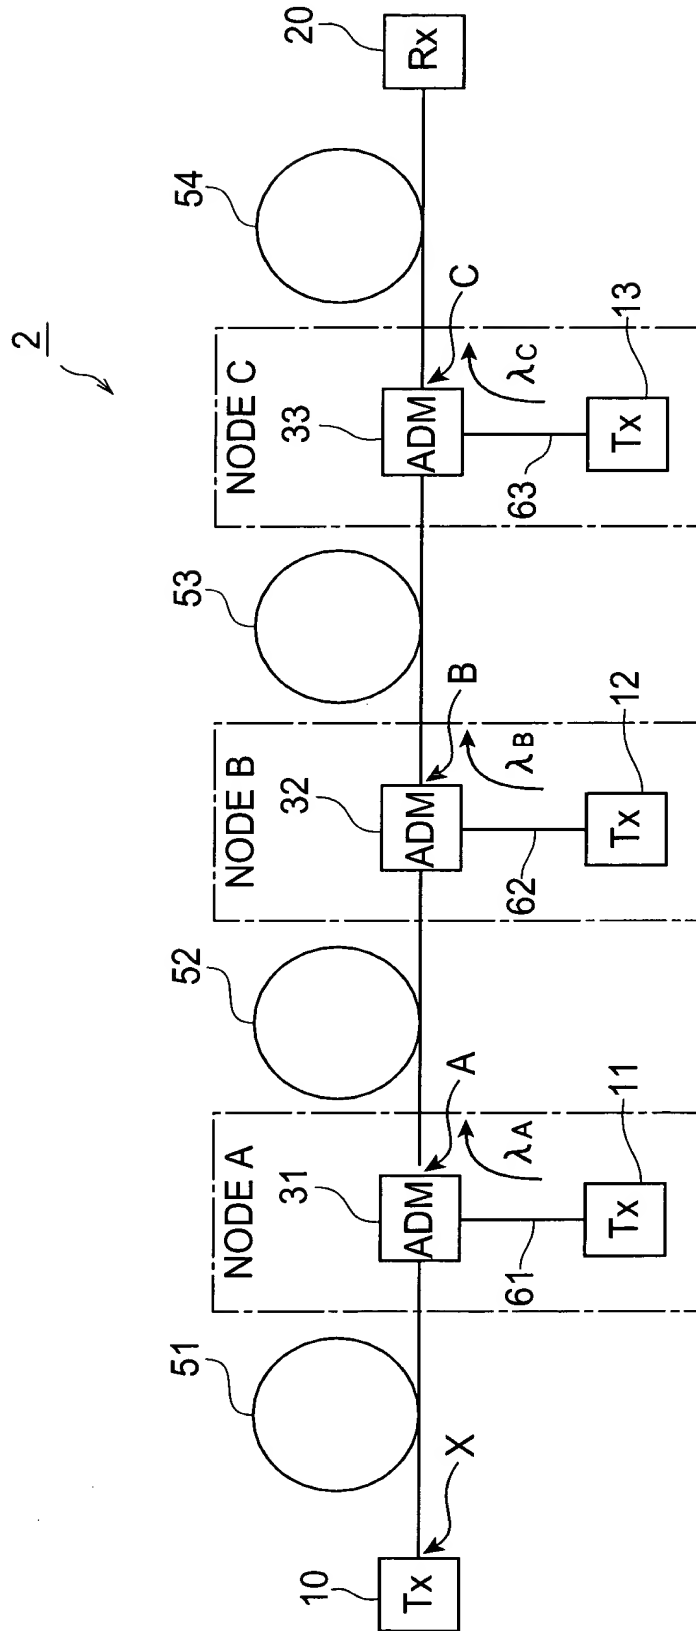 2
NODE A
NODE B
NODE C
51
52
53
54
10
Tx
X
31
ADM
A
λA
61
Tx
11
32
ADM
B
λB
62
Tx
12
33
ADM
C
λC
63
Tx
13
20
Rx